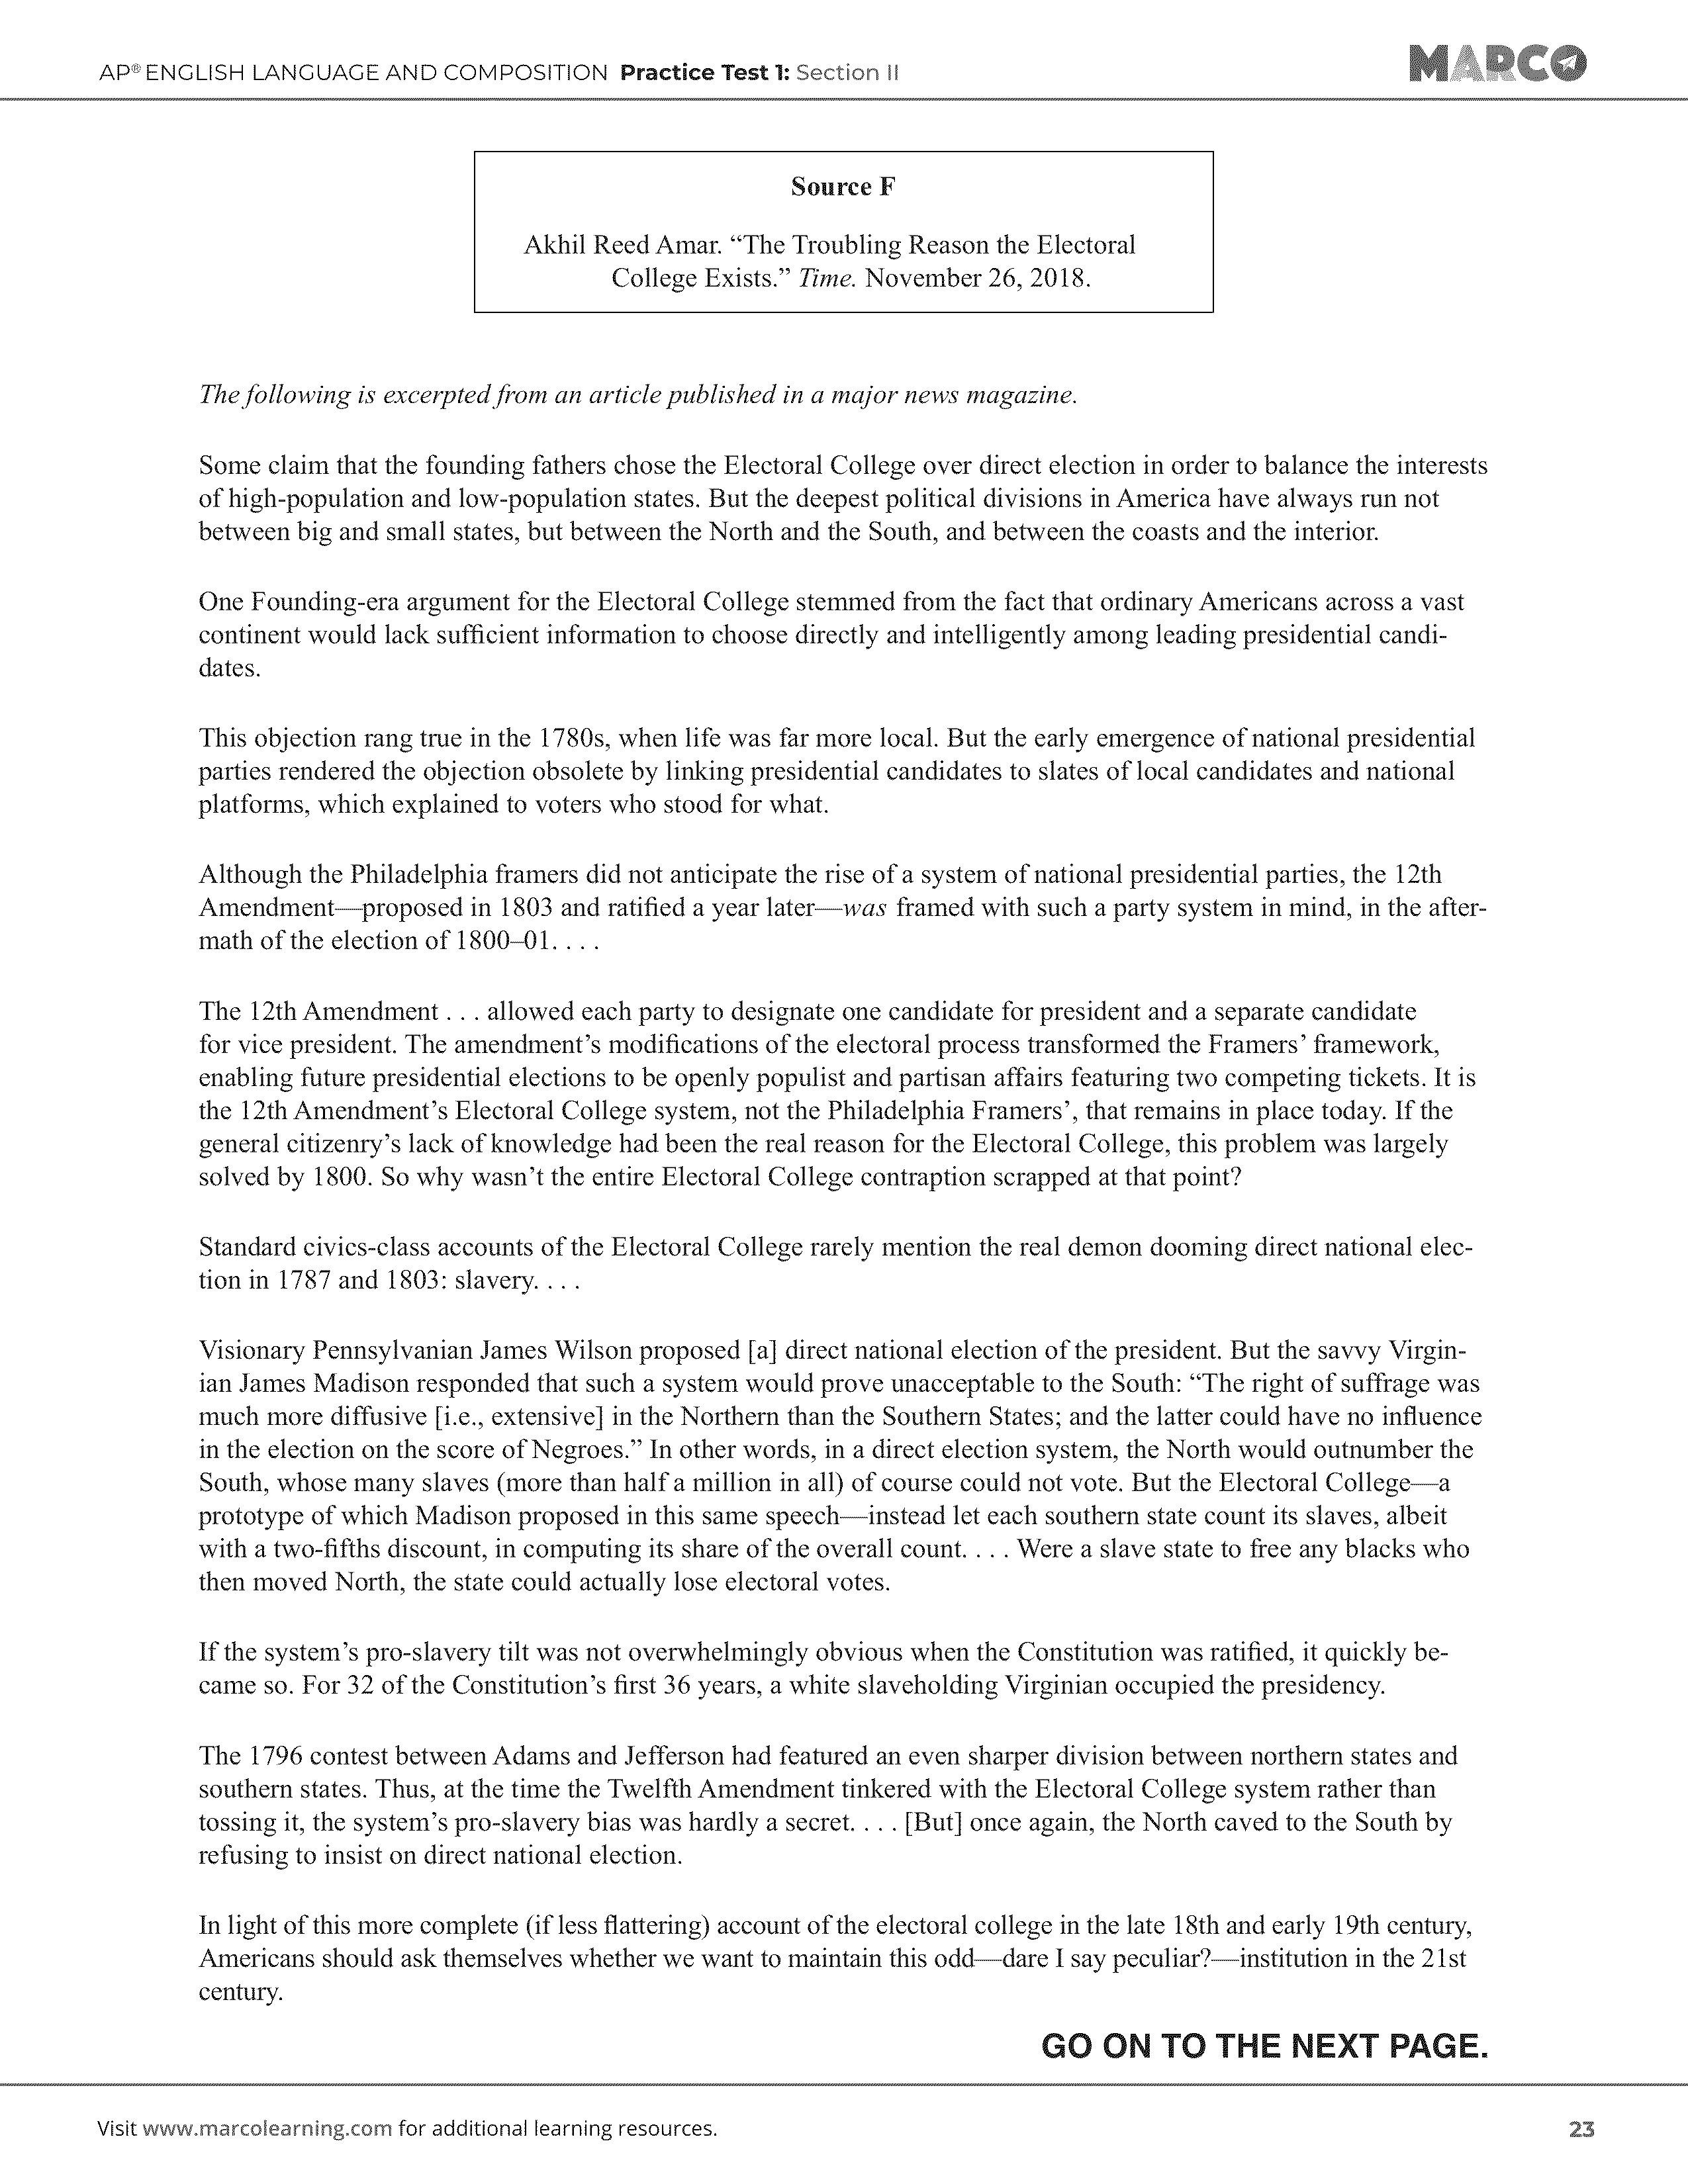 AP® ENGLISH LANGUAGE AND COMPOSITION Practice Test 1: Section II
MARCO
Source F
Akhil Reed Amar. “The Troubling Reason the Electoral
College Exists.” Time. November 26, 2018.
The following is excerpted from an article published in a major news magazine.
Some claim that the founding fathers chose the Electoral College over direct election in order to balance the interests
of high-population and low-population states. But the deepest political divisions in America have always run not
between big and small states, but between the North and the South, and between the coasts and the interior.
One Founding-era argument for the Electoral College stemmed from the fact that ordinary Americans across a vast
continent would lack sufficient information to choose directly and intelligently among leading presidential candi-
dates.
This objection rang true in the 1780s, when life was far more local. But the early emergence of national presidential
parties rendered the objection obsolete by linking presidential candidates to slates of local candidates and national
platforms, which explained to voters who stood for what.
Although the Philadelphia framers did not anticipate the rise of a system of national presidential parties, the 12th
Amendment—proposed in 1803 and ratified a year later—was framed with such a party system in mind, in the after-
math of the election of 1800–01. . . .
The 12th Amendment . . . allowed each party to designate one candidate for president and a separate candidate
for vice president. The amendment’s modifications of the electoral process transformed the Framers’ framework,
enabling future presidential elections to be openly populist and partisan affairs featuring two competing tickets. It is
the 12th Amendment’s Electoral College system, not the Philadelphia Framers’, that remains in place today. If the
general citizenry’s lack of knowledge had been the real reason for the Electoral College, this problem was largely
solved by 1800. So why wasn’t the entire Electoral College contraption scrapped at that point?
Standard civics-class accounts of the Electoral College rarely mention the real demon dooming direct national elec-
tion in 1787 and 1803: slavery. . . .
Visionary Pennsylvanian James Wilson proposed [a] direct national election of the president. But the savvy Virgin-
ian James Madison responded that such a system would prove unacceptable to the South: “The right of suffrage was
much more diffusive [i.e., extensive] in the Northern than the Southern States; and the latter could have no influence
in the election on the score of Negroes.” In other words, in a direct election system, the North would outnumber the
South, whose many slaves (more than half a million in all) of course could not vote. But the Electoral College—a
prototype of which Madison proposed in this same speech—instead let each southern state count its slaves, albeit
with a two-fifths discount, in computing its share of the overall count. . . . Were a slave state to free any blacks who
then moved North, the state could actually lose electoral votes.
If the system’s pro-slavery tilt was not overwhelmingly obvious when the Constitution was ratified, it quickly be-
came so. For 32 of the Constitution’s first 36 years, a white slaveholding Virginian occupied the presidency.
The 1796 contest between Adams and Jefferson had featured an even sharper division between northern states and
southern states. Thus, at the time the Twelfth Amendment tinkered with the Electoral College system rather than
tossing it, the system’s pro-slavery bias was hardly a secret. . . . [But] once again, the North caved to the South by
refusing to insist on direct national election.
In light of this more complete (if less flattering) account of the electoral college in the late 18th and early 19th century,
Americans should ask themselves whether we want to maintain this odd—dare I say peculiar?—institution in the 21st
century.
GO ON TO THE NEXT PAGE.
Visit www.marcolearning.com for additional learning resources.
23